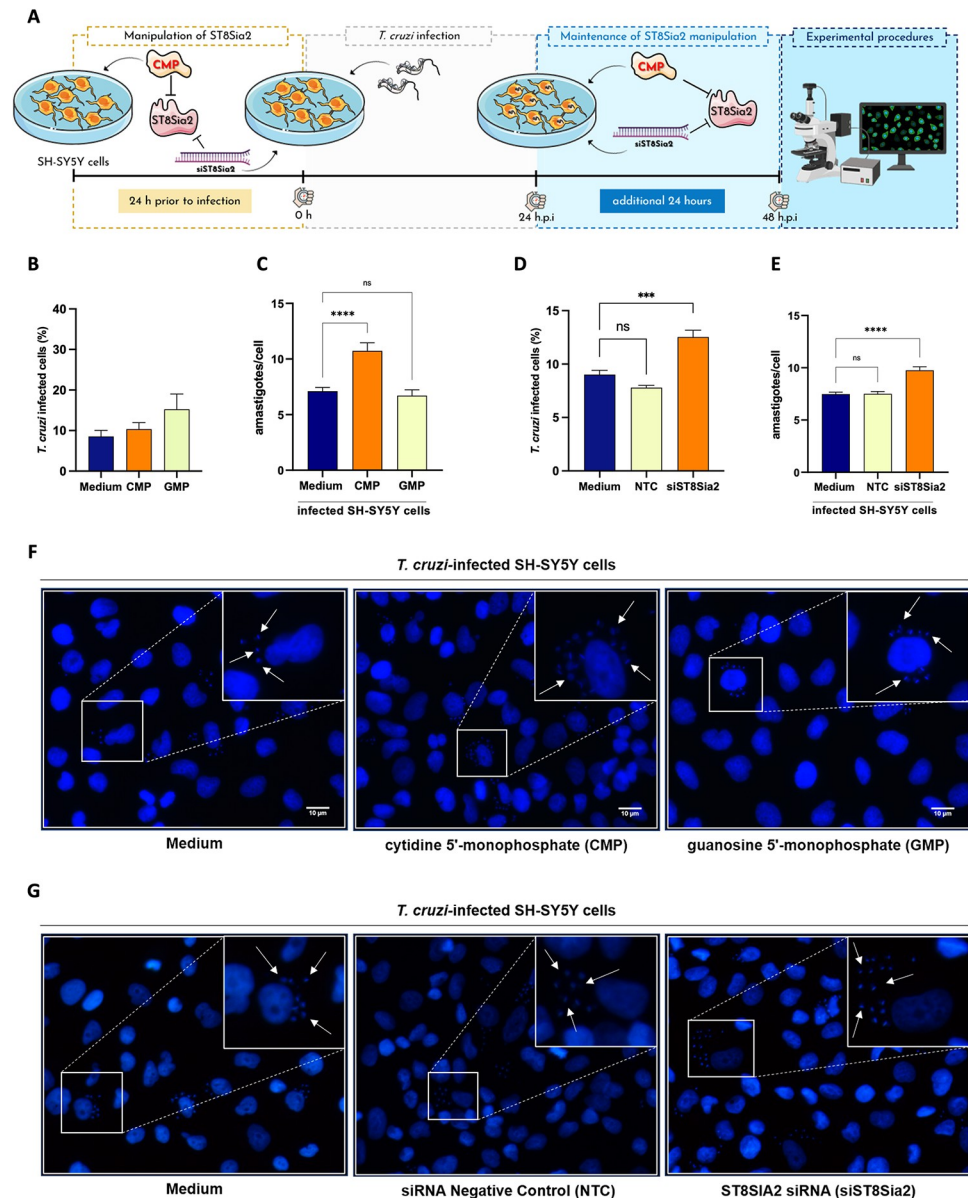 A
Manipulation of ST8Sia2
T. cruzi infection
Maintenance of ST8Sia2 manipulation
Experimental procedures
CMP
ST8Sia2
siST8Sia2
SH-SY5Y cells
CMP
ST8Sia2
siST8Sia2
24 h prior to infection
additional 24 hours
0 h
24 h.p.i
48 h.p.i
B
T. cruzi infected cells (%)
40
30
20
10
0
Medium CMP GMP
C
amastigotes/cell
15
10
5
0
ns
****
Medium CMP GMP
infected SH-SY5Y cells
D
T. cruzi infected cells (%)
15
10
5
0
***
ns
Medium NTC siST8Sia2
E
amastigotes/cell
15
10
5
0
****
ns
Medium NTC siST8Sia2
infected SH-SY5Y cells
F
T. cruzi-infected SH-SY5Y cells
10 µm
10 µm
10 µm
Medium
cytidine 5'-monophosphate (CMP)
guanosine 5'-monophosphate (GMP)
G
T. cruzi-infected SH-SY5Y cells
Medium
siRNA Negative Control (NTC)
ST8SIA2 siRNA (siST8Sia2)